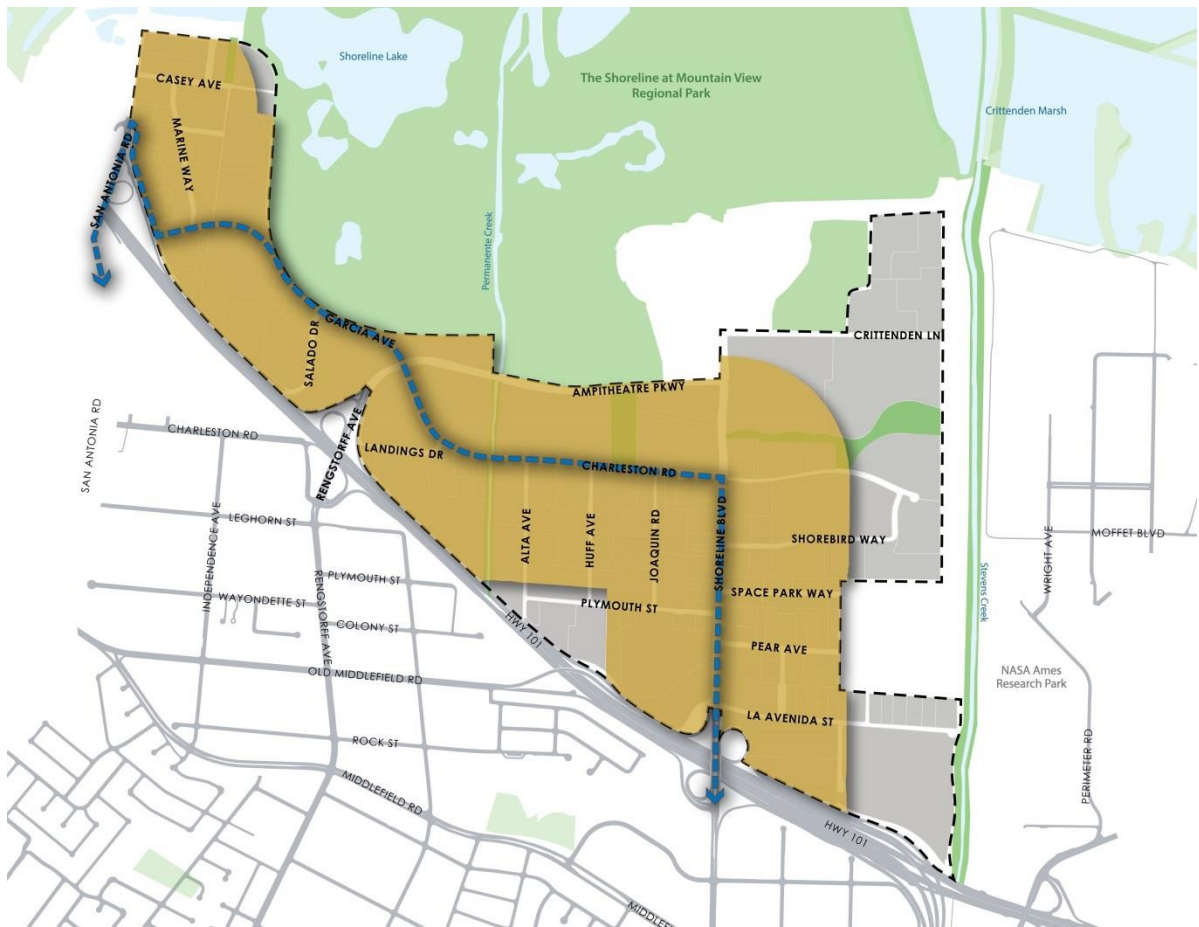 Shoreline Lake
The Shoreline at Mountain View
Regional Park
Crittenden Marsh
CASEY AVE
MARINE WAY
SAN ANTONIA RD
Permanente Creek
SALADO DR
GARCIA AVE
CRITTENDEN LN
AMPITHEATRE PKWY
SAN ANTONIA RD
CHARLESTON RD
RENGSTORFF AVE
LANDINGS DR
CHARLESTON RD
SHORELINE BLVD
INDEPENDENCE AVE
LEGHORN ST
ALTA AVE
HUFF AVE
JOAQUIN RD
SHOREBIRD WAY
WRIGHT AVE
MOFFET BLVD
Stevens Creek
PLYMOUTH ST
RENGSTORFF AVE
WAYONDETTE ST
COLONY ST
PLYMOUTH ST
SPACE PARK WAY
HWY 101
PEAR AVE
OLD MIDDLEFIELD RD
NASA Ames
Research Park
LA AVENIDA ST
ROCK ST
PERIMETER RD
MIDDLEFIELD RD
HWY 101